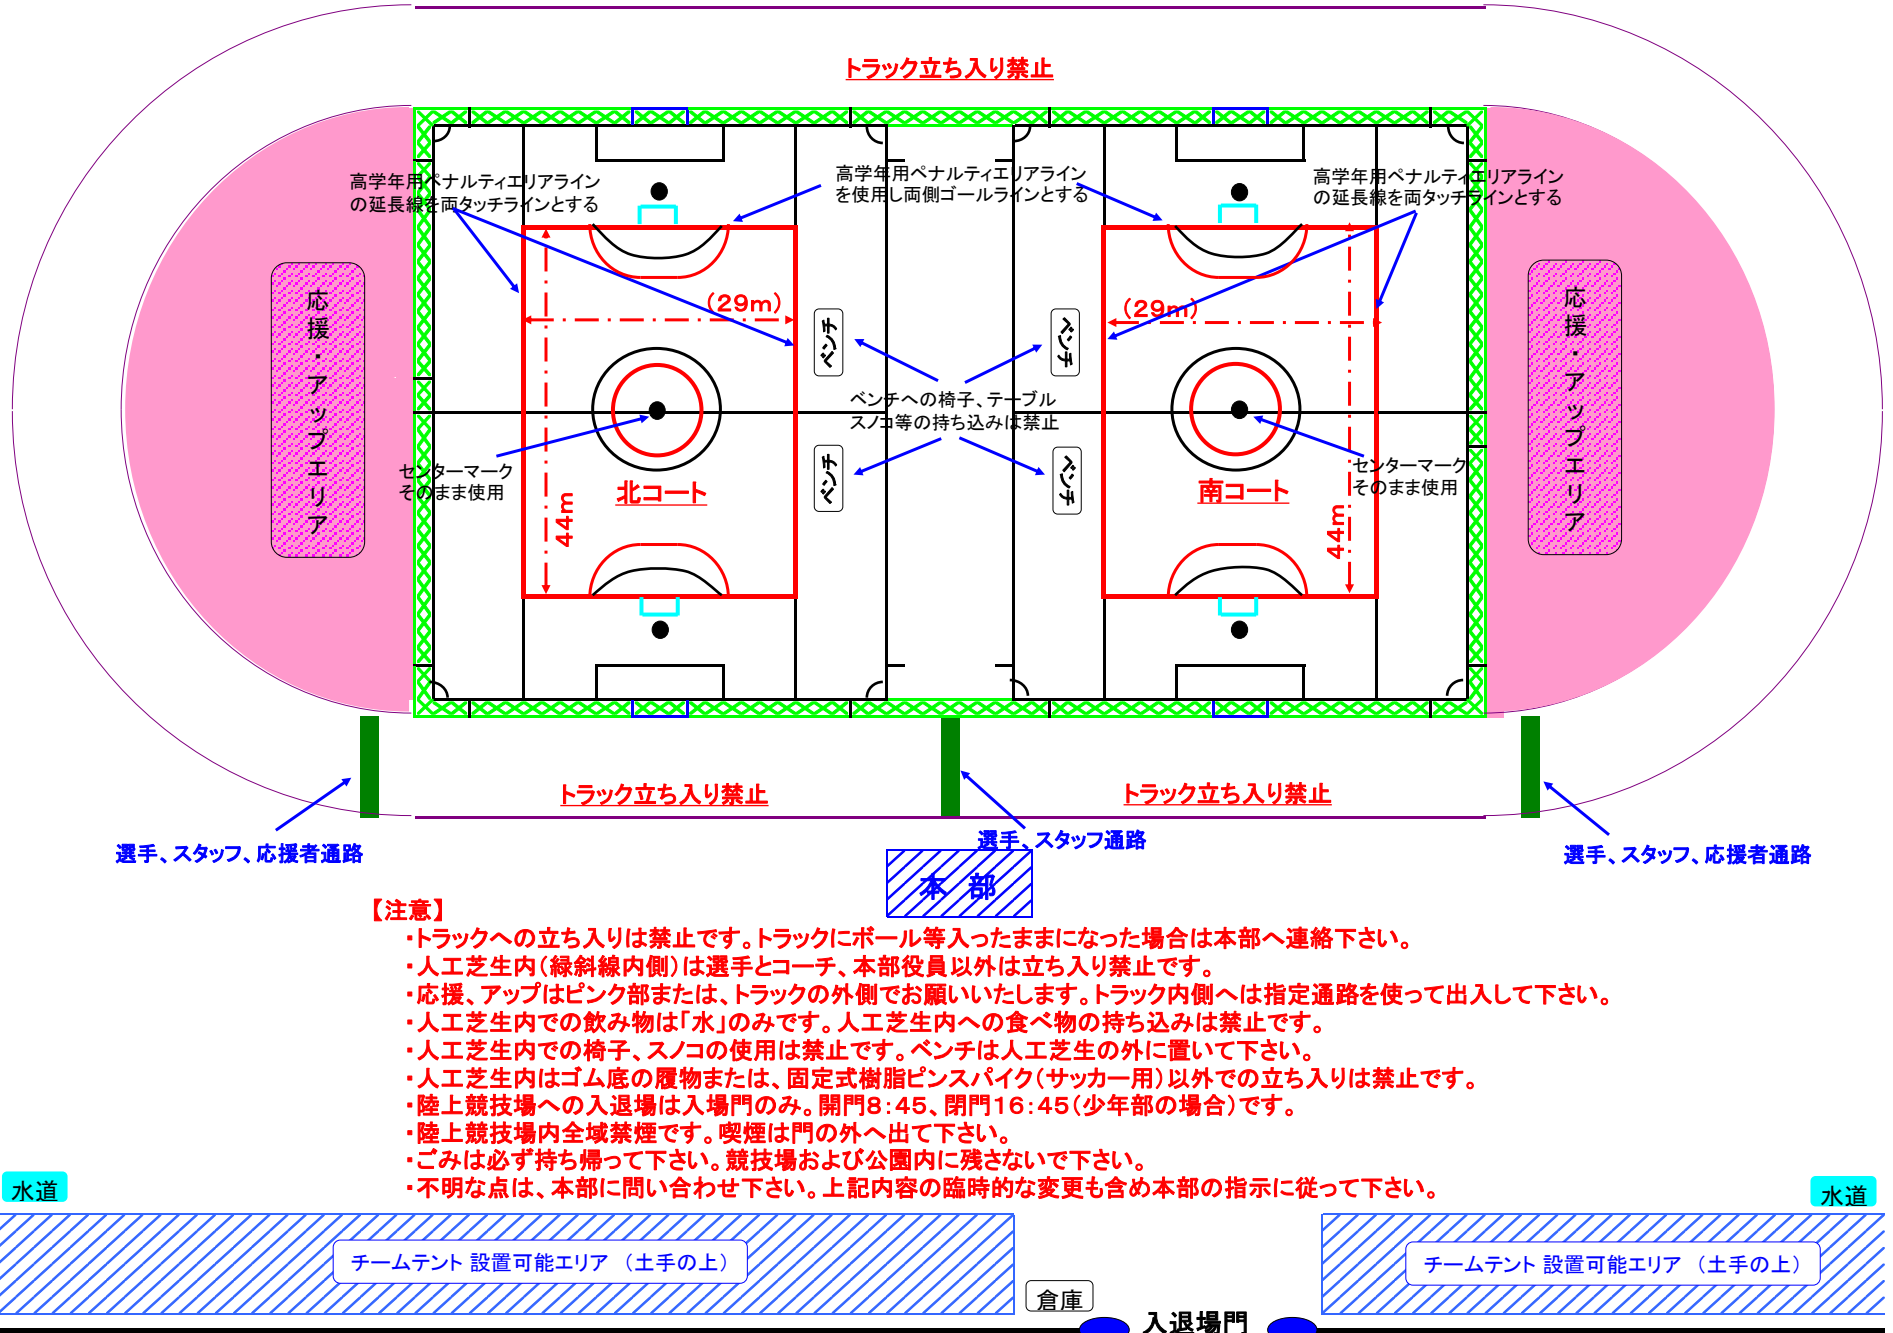 トラック立ち入り禁止
高学年用ペナルティエリアライン
の延長線を両タッチラインとする
高学年用ペナルティエリアライン
を使用し両側ゴールラインとする
高学年用ペナルティエリアライン
の延長線を両タッチラインとする
応援・アップエリア
(29m)
ベンチ
ベンチ
(29m)
応援・アップエリア
ベンチへの椅子、テーブル
スノコ等の持ち込みは禁止
センターマーク
そのまま使用
北コート
44m
ベンチ
ベンチ
南コート
44m
センターマーク
そのまま使用
トラック立ち入り禁止
トラック立ち入り禁止
選手、スタッフ、応援者通路
選手、スタッフ通路
選手、スタッフ、応援者通路
本 部
【注意】
・トラックへの立ち入りは禁止です。トラックにボール等入ったままになった場合は本部へ連絡下さい。
・人工芝生内(緑斜線内側)は選手とコーチ、本部役員以外は立ち入り禁止です。
・応援、アップはピンク部または、トラックの外側でお願いいたします。トラック内側へは指定通路を使って出入して下さい。
・人工芝生内での飲み物は「水」のみです。人工芝生内への食べ物の持ち込みは禁止です。
・人工芝生内での椅子、スノコの使用は禁止です。ベンチは人工芝生の外に置いて下さい。
・人工芝生内はゴム底の履物または、固定式樹脂ピンスパイク(サッカー用)以外での立ち入りは禁止です。
・陸上競技場への入退場は入場門のみ。開門8:45、閉門16:45(少年部の場合)です。
・陸上競技場内全域禁煙です。喫煙は門の外へ出て下さい。
・ごみは必ず持ち帰って下さい。競技場および公園内に残さないで下さい。
・不明な点は、本部に問い合わせ下さい。上記内容の臨時的な変更も含め本部の指示に従って下さい。
水道
水道
チームテント 設置可能エリア (土手の上)
チームテント 設置可能エリア (土手の上)
倉庫
入退場門